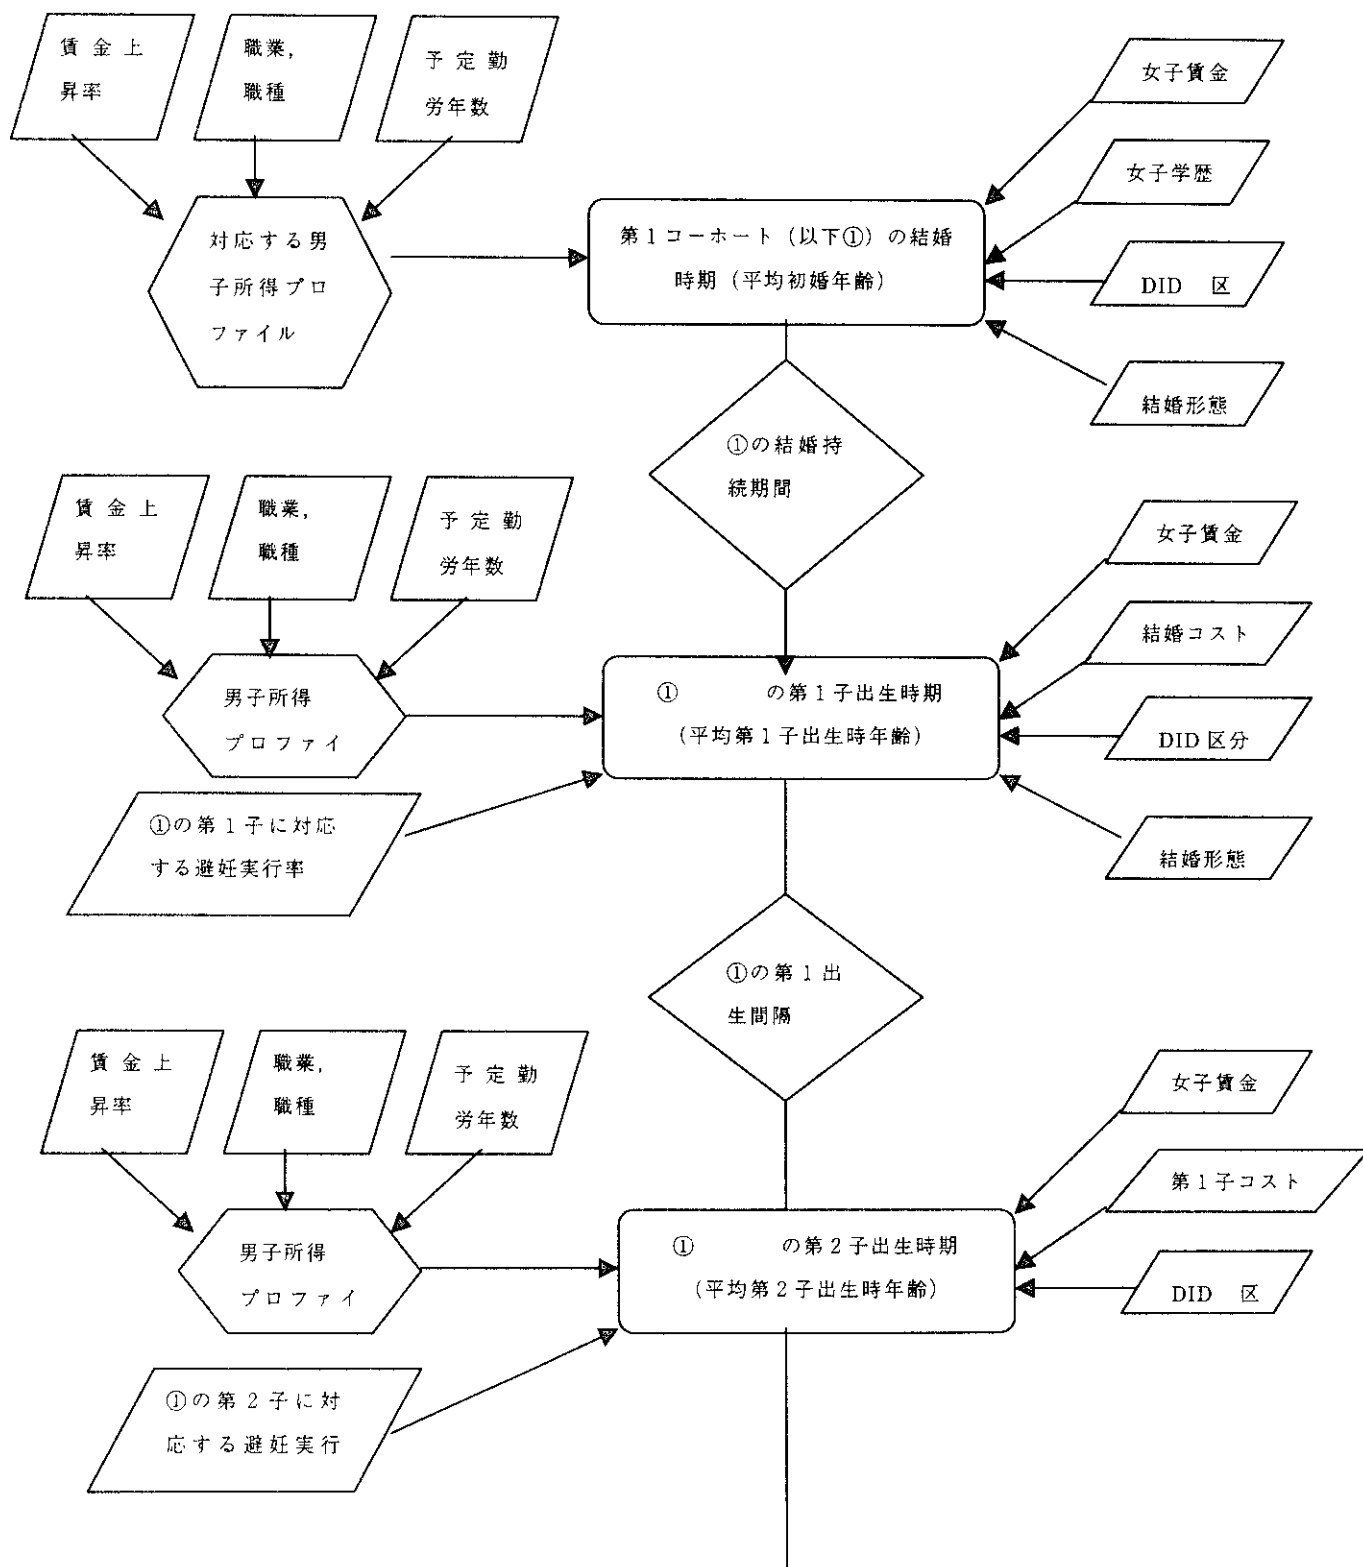 賃金上
昇率
職業,
職種
予定勤
労年数
女子賃金
女子学歴
対応する男
子所得プロ
ファイル
第1コーホート（以下①）の結婚
時期（平均初婚年齢）
DID 区
結婚形態
①の結婚持
続期間
賃金上
昇率
職業,
職種
予定勤
労年数
女子賃金
結婚コスト
男子所得
プロファイ
① の第1子出生時期
（平均第1子出生時年齢）
DID 区分
結婚形態
①の第1子に対応
する避妊実行率
①の第1出
生間隔
賃金上
昇率
職業,
職種
予定勤
労年数
女子賃金
第1子コスト
男子所得
プロファイ
① の第2子出生時期
（平均第2子出生時年齢）
DID 区
①の第2子に対
応する避妊実行